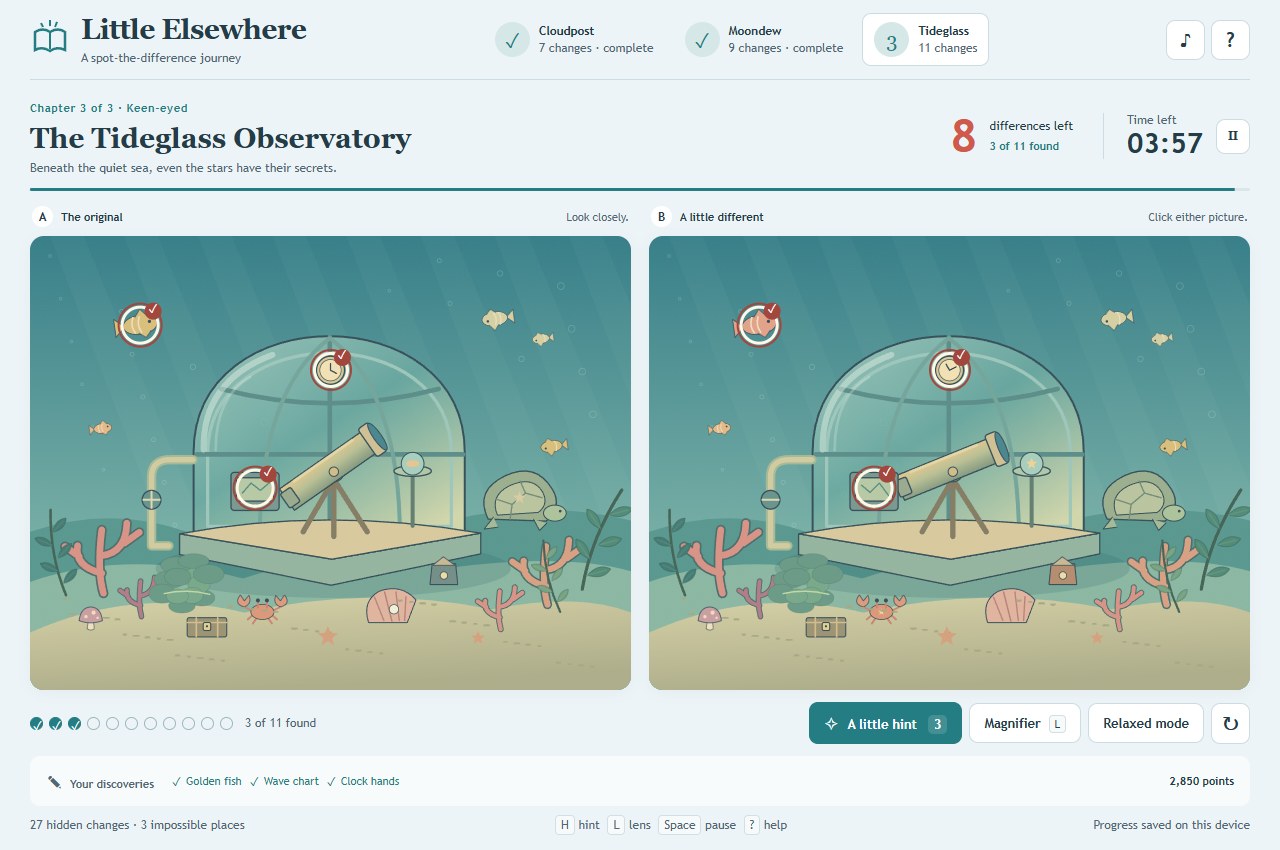 Little Elsewhere
A spot-the-difference journey
Cloudpost
7 changes · complete
Moondew
9 changes · complete
3
Tideglass
11 changes
?
Chapter 3 of 3 · Keen-eyed
The Tideglass Observatory
Beneath the quiet sea, even the stars have their secrets.
8
differences left
3 of 11 found
Time left
03:57
A The original
Look closely.
B A little different
Click either picture.
3 of 11 found
A little hint 3
Magnifier L
Relaxed mode
Your discoveries
✓ Golden fish ✓ Wave chart ✓ Clock hands
2,850 points
27 hidden changes · 3 impossible places
H hint L lens Space pause ? help
Progress saved on this device